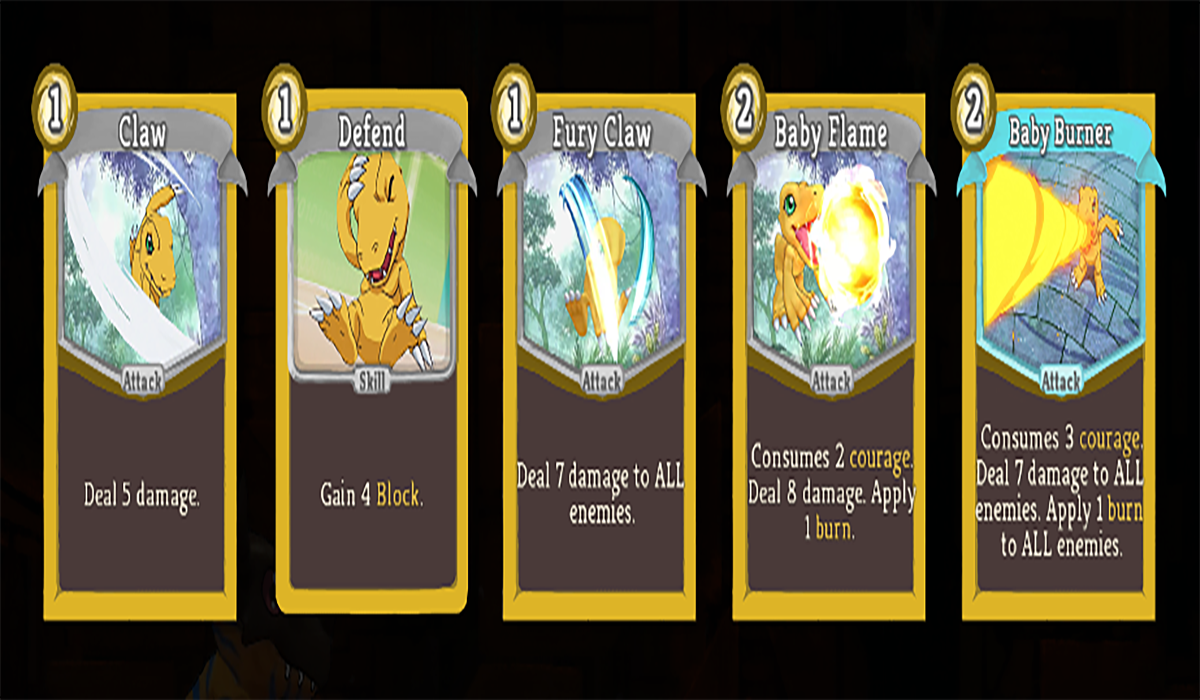 1
Claw
Attack
Deal 5 damage.
1
Defend
Skill
Gain 4 Block.
1
Fury Claw
Attack
Deal 7 damage to ALL
enemies.
2
Baby Flame
Attack
Consumes 2 courage.
Deal 8 damage. Apply
1 burn.
2
Baby Burner
Attack
Consumes 3 courage.
Deal 7 damage to ALL
enemies. Apply 1 burn
to ALL enemies.